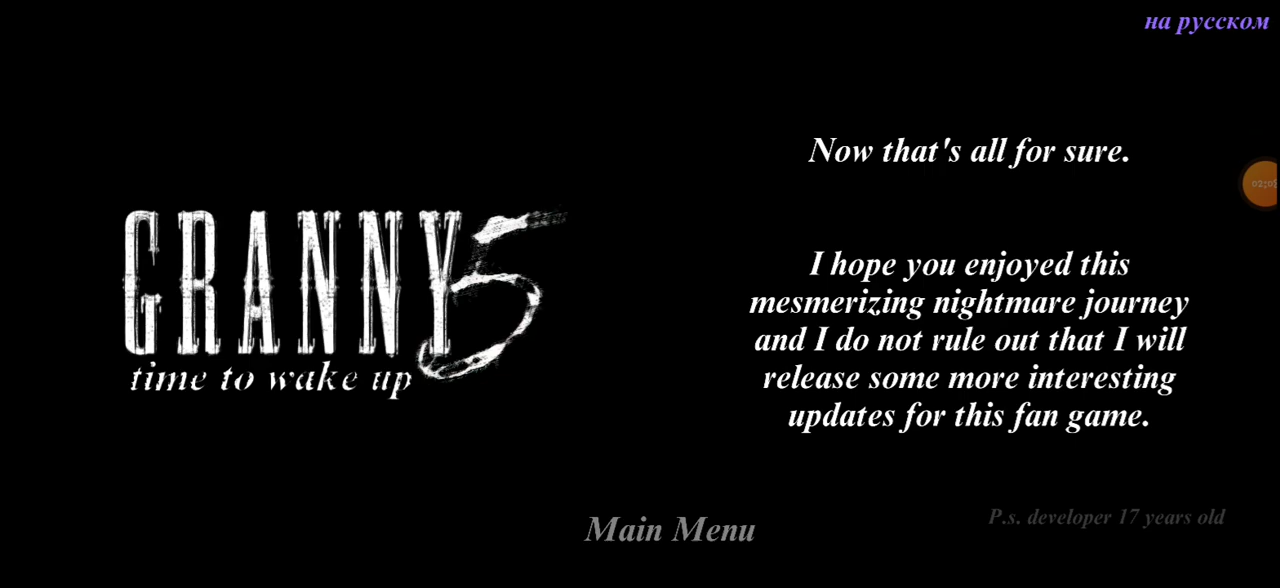 на русском
Now that's all for sure.
I hope you enjoyed this
mesmerizing nightmare journey
and I do not rule out that I will
release some more interesting
updates for this fan game.
GRANNY 5
time to wake up
Main Menu
P.s. developer 17 years old